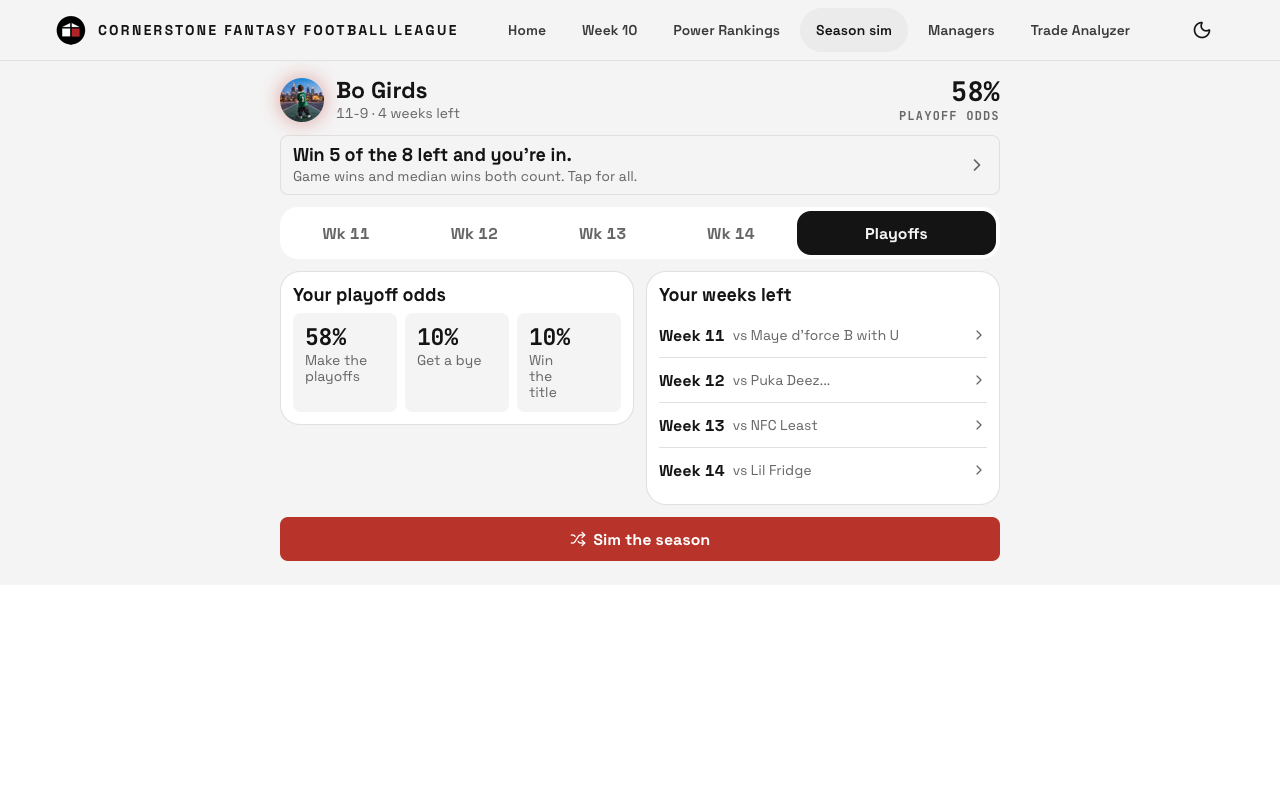 CORNERSTONE FANTASY FOOTBALL LEAGUE
Home
Week 10
Power Rankings
Season sim
Managers
Trade Analyzer
Bo Girds
11-9 · 4 weeks left
58%
PLAYOFF ODDS
Win 5 of the 8 left and you're in.
Game wins and median wins both count. Tap for all.
Wk 11
Wk 12
Wk 13
Wk 14
Playoffs
Your playoff odds
58%
Make the
playoffs
10%
Get a bye
10%
Win
the
title
Your weeks left
Week 11 vs Maye d'force B with U
Week 12 vs Puka Deez...
Week 13 vs NFC Least
Week 14 vs Lil Fridge
Sim the season